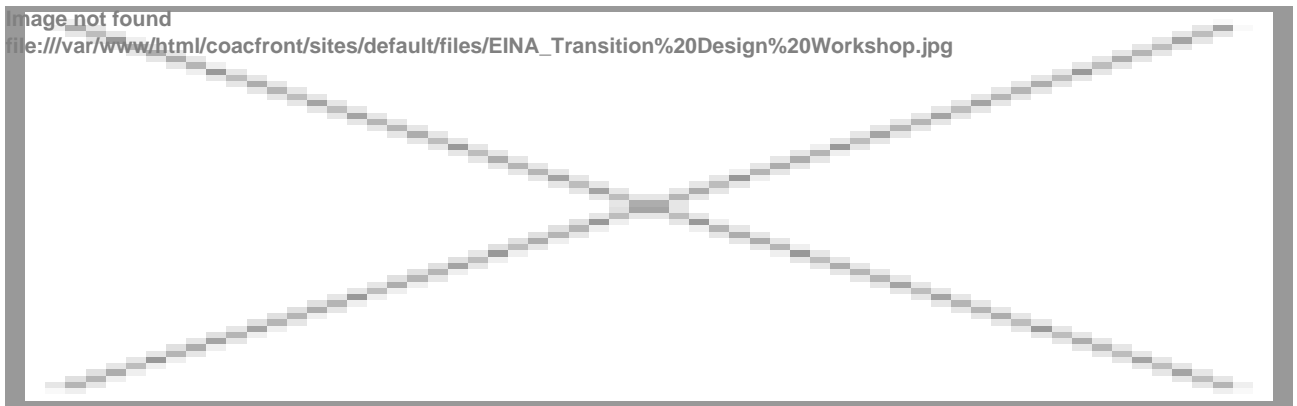 Image not found
file:///var/www/html/coacfront/sites/default/files/EINA_Transition%20Design%20Workshop.jpg